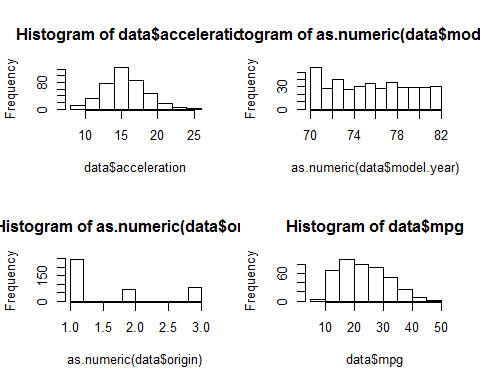 Histogram of data$acceleratic
togram of as.numeric(data$mod
Frequency
0 80
10 15 20 25
data$acceleration
Frequency
0 30
70 74 78 82
as.numeric(data$model.year)
Histogram of as.numeric(data$or
Histogram of data$mpg
Frequency
0 150
1.0 1.5 2.0 2.5 3.0
as.numeric(data$origin)
Frequency
0 60
10 20 30 40 50
data$mpg